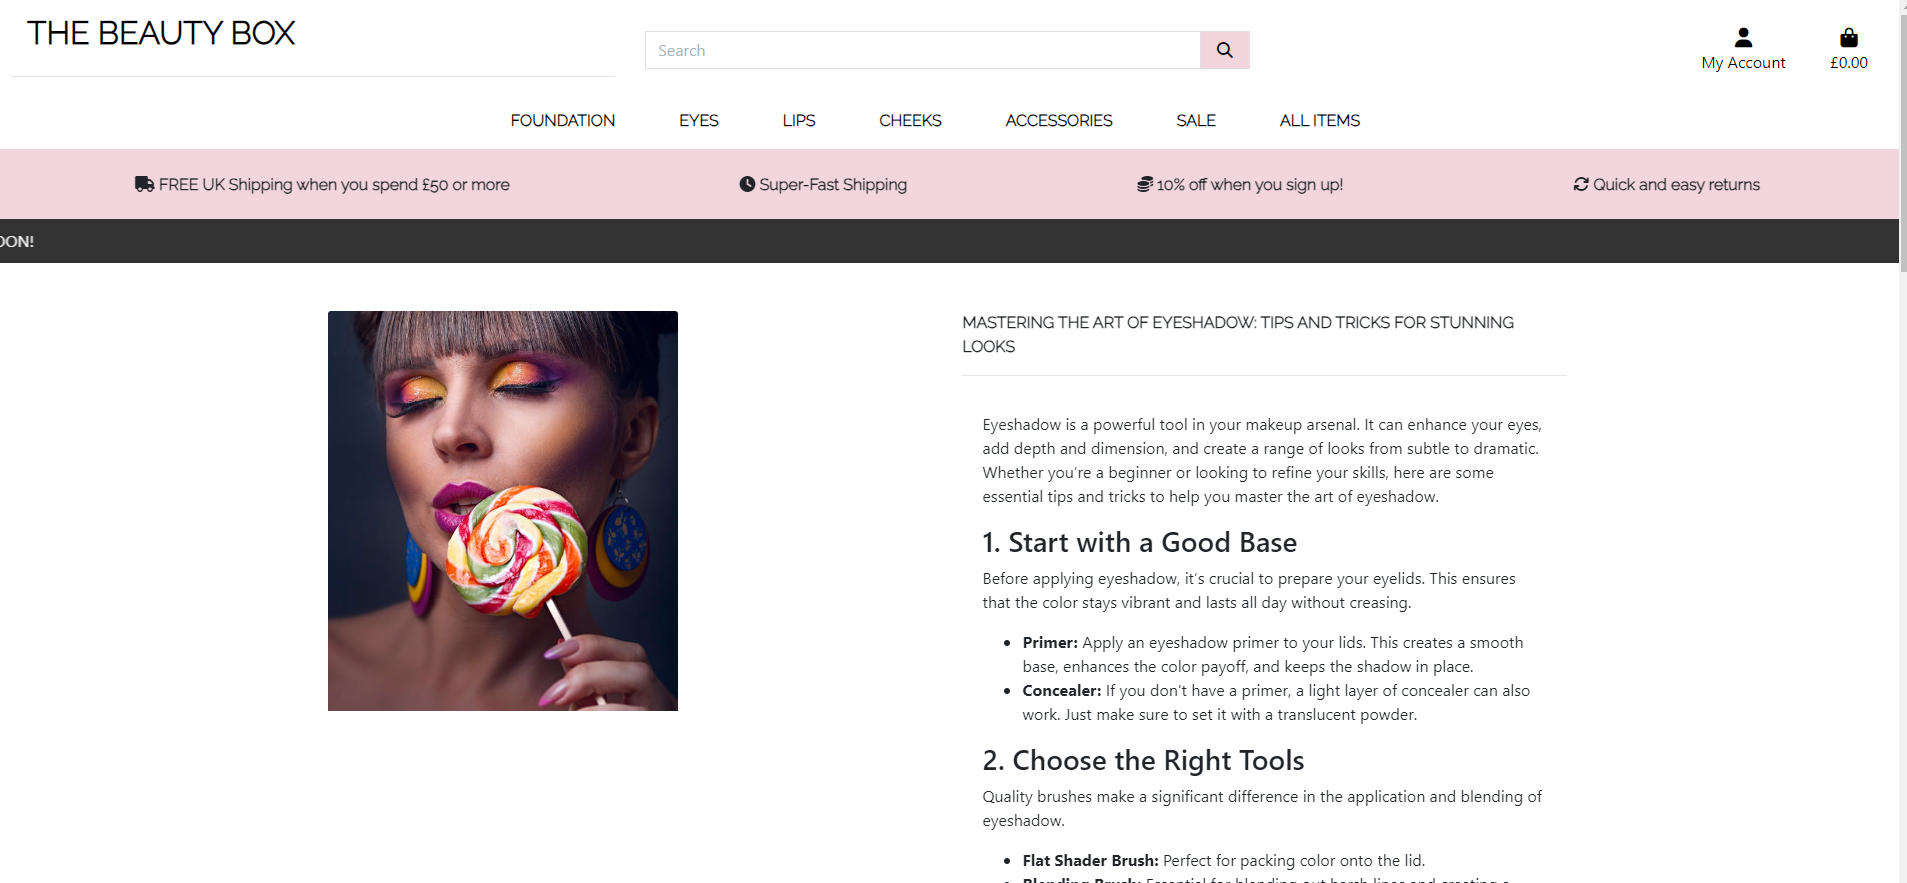 THE BEAUTY BOX
Search
My Account
£0.00
FOUNDATION EYES LIPS CHEEKS ACCESSORIES SALE ALL ITEMS
FREE UK Shipping when you spend £50 or more Super-Fast Shipping 10% off when you sign up! Quick and easy returns
MASTERING THE ART OF EYESHADOW: TIPS AND TRICKS FOR STUNNING
LOOKS
Eyeshadow is a powerful tool in your makeup arsenal. It can enhance your eyes,
add depth and dimension, and create a range of looks from subtle to dramatic.
Whether you’re a beginner or looking to refine your skills, here are some
essential tips and tricks to help you master the art of eyeshadow.
1. Start with a Good Base
Before applying eyeshadow, it’s crucial to prepare your eyelids. This ensures
that the color stays vibrant and lasts all day without creasing.
Primer: Apply an eyeshadow primer to your lids. This creates a smooth
base, enhances the color payoff, and keeps the shadow in place.
Concealer: If you don't have a primer, a light layer of concealer can also
work. Just make sure to set it with a translucent powder.
2. Choose the Right Tools
Quality brushes make a significant difference in the application and blending of
eyeshadow.
Flat Shader Brush: Perfect for packing color onto the lid.